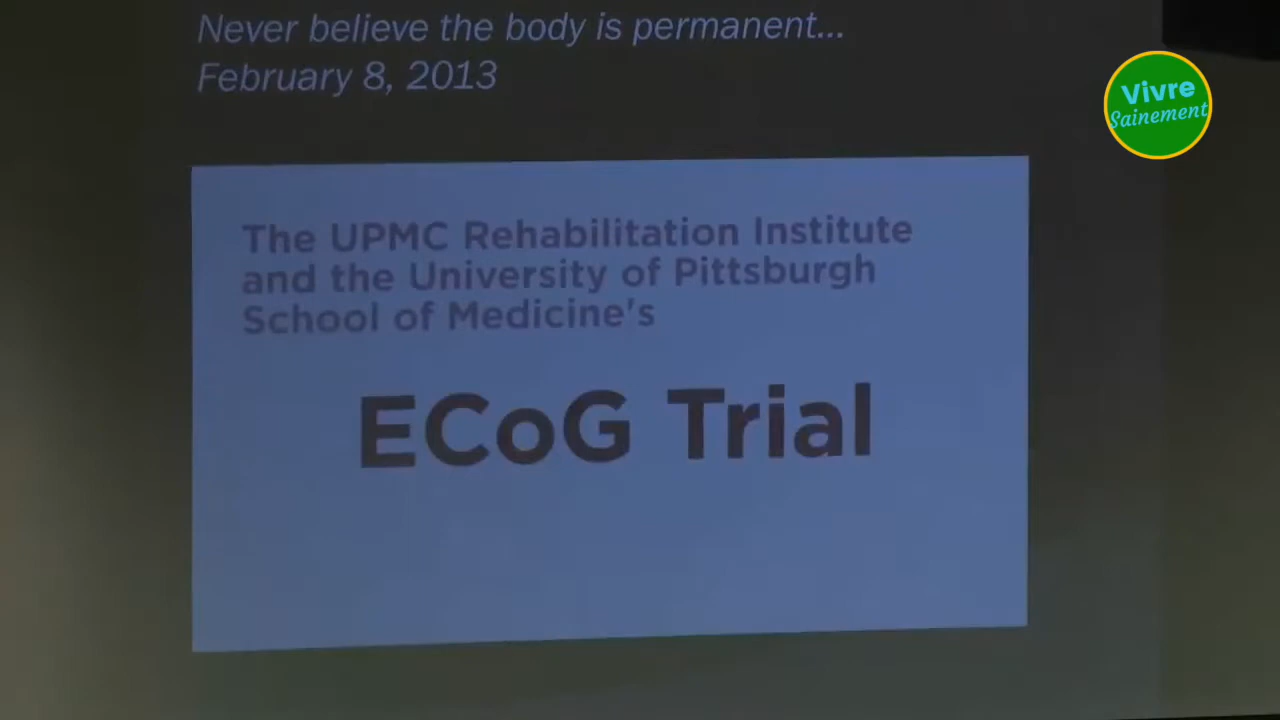 Never believe the body is permanent...
February 8, 2013
Vivre
Sainement
The UPMC Rehabilitation Institute
and the University of Pittsburgh
School of Medicine's
ECoG Trial